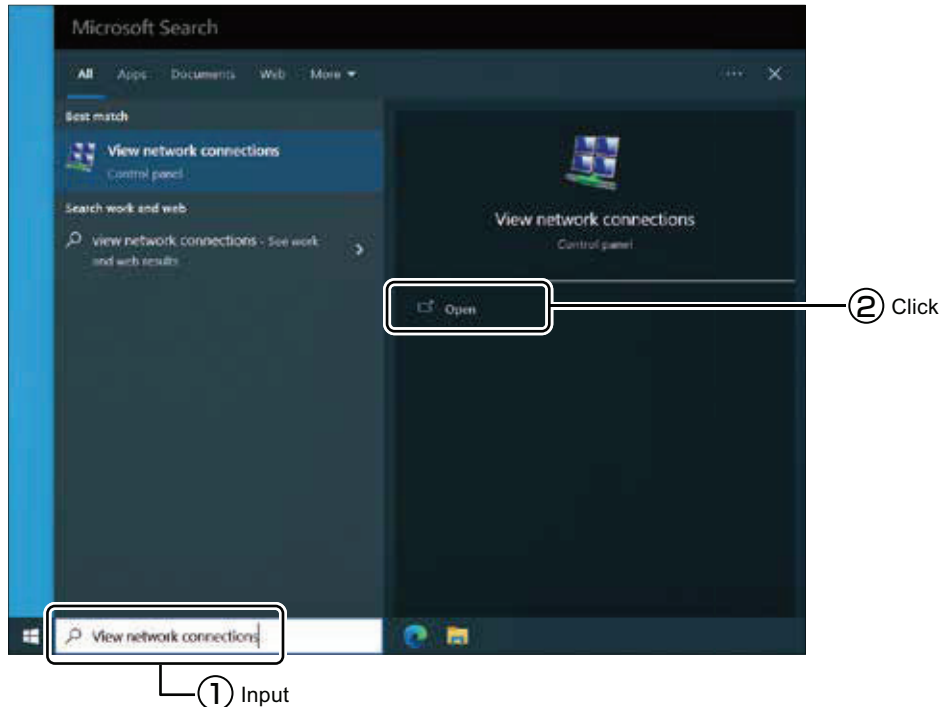 Microsoft Search
All Apps Documents Web More
Best match
View network connections
Control panel
Search work and web
view network connections - See work
and web results
View network connections
Control panel
Open
② Click
View network connections
① Input